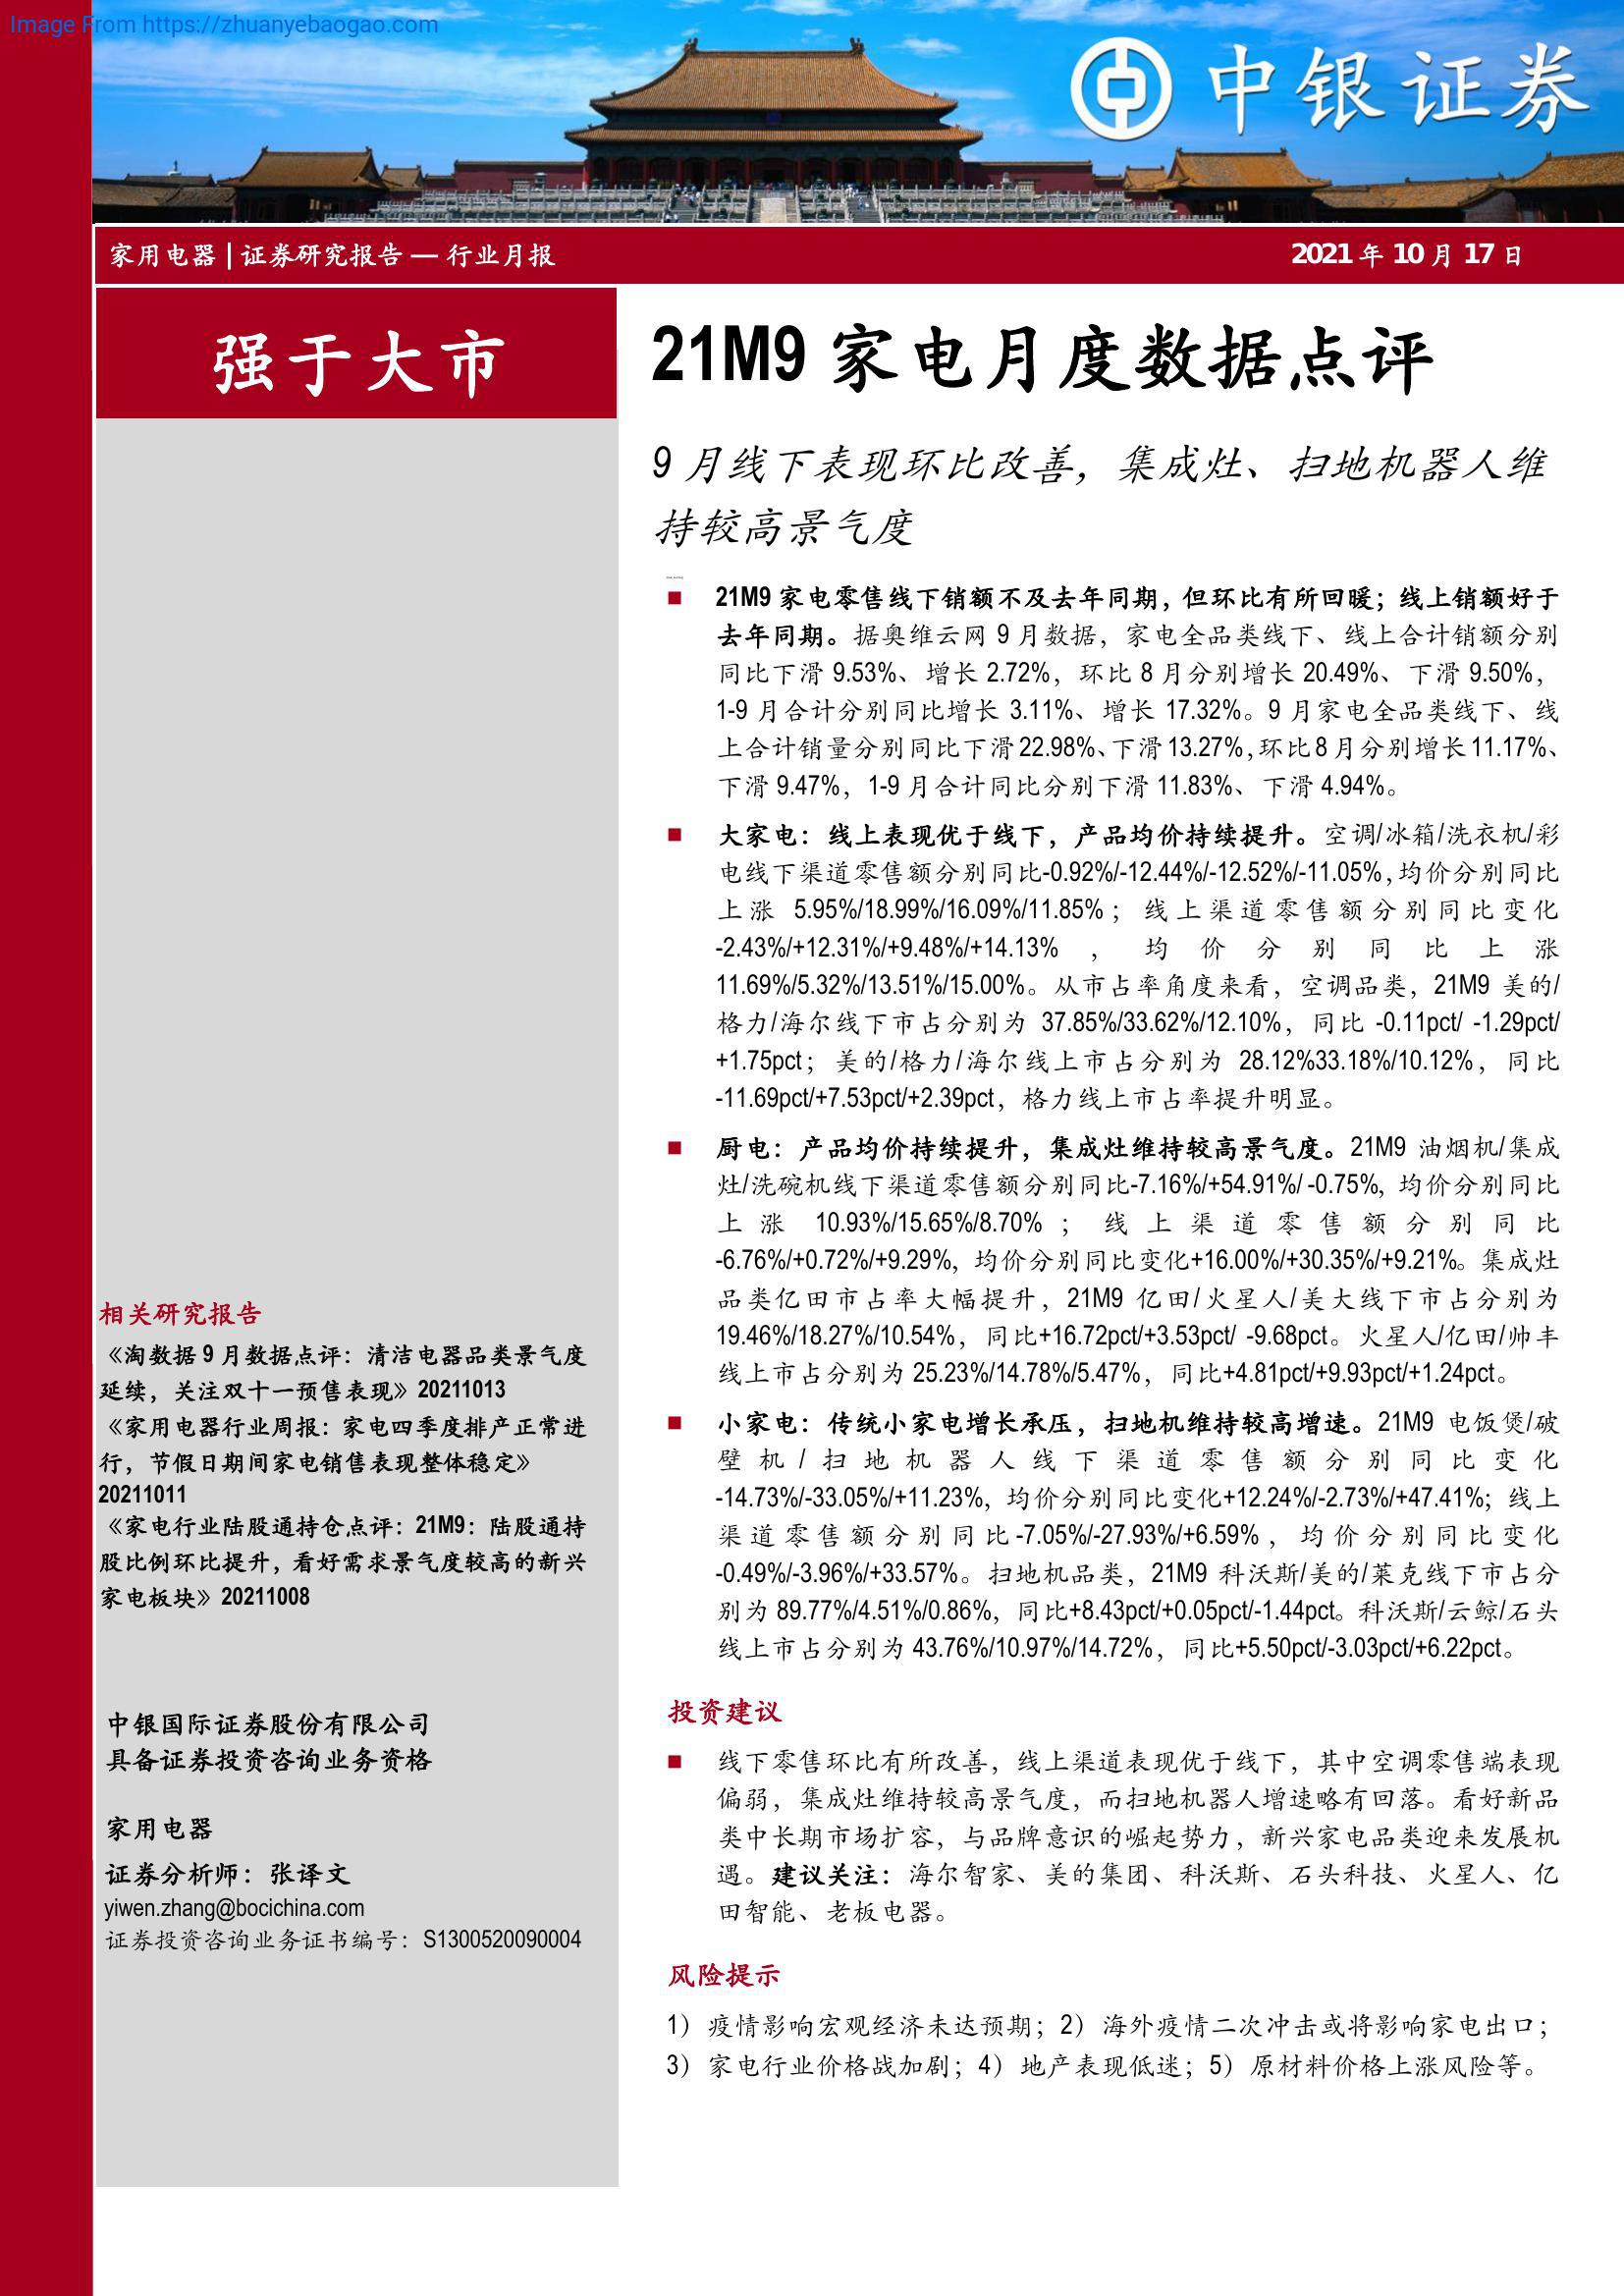 Image From https://zhuanyebaogao.com
中银证券
家用电器 | 证券研究报告 — 行业月报
2021 年 10 月 17 日
强于大市
21M9 家电月度数据点评
9 月线下表现环比改善，集成灶、扫地机器人维
持较高景气度
■ 21M9 家电零售线下销额不及去年同期，但环比有所回暖；线上销额好于
去年同期。据奥维云网 9 月数据，家电全品类线下、线上合计销额分别
同比下滑 9.53%、增长 2.72%，环比 8 月分别增长 20.49%、下滑 9.50%，
1-9 月合计分别同比增长 3.11%、增长 17.32%。9 月家电全品类线下、线
上合计销量分别同比下滑 22.98%、下滑 13.27%，环比 8 月分别增长 11.17%、
下滑 9.47%，1-9 月合计同比分别下滑 11.83%、下滑 4.94%。
■ 大家电：线上表现优于线下，产品均价持续提升。空调/冰箱/洗衣机/彩
电线下渠道零售额分别同比-0.92%/-12.44%/-12.52%/-11.05%，均价分别同比
上涨 5.95%/18.99%/16.09%/11.85%；线上渠道零售额分别同比变化
-2.43%/+12.31%/+9.48%/+14.13%，均价分别同比上涨
11.69%/5.32%/13.51%/15.00%。从市占率角度来看，空调品类，21M9 美的/
格力/海尔线下市占分别为 37.85%/33.62%/12.10%，同比 -0.11pct/ -1.29pct/
+1.75pct；美的/格力/海尔线上市占分别为 28.12%33.18%/10.12%，同比
-11.69pct/+7.53pct/+2.39pct，格力线上市占率提升明显。
■ 厨电：产品均价持续提升，集成灶维持较高景气度。21M9 油烟机/集成
灶/洗碗机线下渠道零售额分别同比-7.16%/+54.91%/ -0.75%，均价分别同比
上涨 10.93%/15.65%/8.70%；线上渠道零售额分别同比
-6.76%/+0.72%/+9.29%，均价分别同比变化+16.00%/+30.35%/+9.21%。集成灶
品类亿田市占率大幅提升，21M9 亿田/火星人/美大线下市占分别为
19.46%/18.27%/10.54%，同比+16.72pct/+3.53pct/ -9.68pct。火星人/亿田/帅丰
线上市占分别为 25.23%/14.78%/5.47%，同比+4.81pct/+9.93pct/+1.24pct。
■ 小家电：传统小家电增长承压，扫地机维持较高增速。21M9 电饭煲/破
壁机/扫地机器人线下渠道零售额分别同比变化
-14.73%/-33.05%/+11.23%，均价分别同比变化+12.24%/-2.73%/+47.41%；线上
渠道零售额分别同比-7.05%/-27.93%/+6.59%，均价分别同比变化
-0.49%/-3.96%/+33.57%。扫地机品类，21M9 科沃斯/美的/莱克线下市占分
别为 89.77%/4.51%/0.86%，同比+8.43pct/+0.05pct/-1.44pct。科沃斯/云鲸/石头
线上市占分别为 43.76%/10.97%/14.72%，同比+5.50pct/-3.03pct/+6.22pct。
投资建议
■ 线下零售环比有所改善，线上渠道表现优于线下，其中空调零售端表现
偏弱，集成灶维持较高景气度，而扫地机器人增速略有回落。看好新品
类中长期市场扩容，与品牌意识的崛起势力，新兴家电品类迎来发展机
遇。建议关注：海尔智家、美的集团、科沃斯、石头科技、火星人、亿
田智能、老板电器。
风险提示
1）疫情影响宏观经济未达预期；2）海外疫情二次冲击或将影响家电出口；
3）家电行业价格战加剧；4）地产表现低迷；5）原材料价格上涨风险等。
相关研究报告
《淘数据 9 月数据点评：清洁电器品类景气度
延续，关注双十一预售表现》20211013
《家用电器行业周报：家电四季度排产正常进
行，节假日期间家电销售表现整体稳定》
20211011
《家电行业陆股通持仓点评：21M9：陆股通持
股比例环比提升，看好需求景气度较高的新兴
家电板块》20211008
中银国际证券股份有限公司
具备证券投资咨询业务资格
家用电器
证券分析师：张译文
yiwen.zhang@bocichina.com
证券投资咨询业务证书编号：S1300520090004